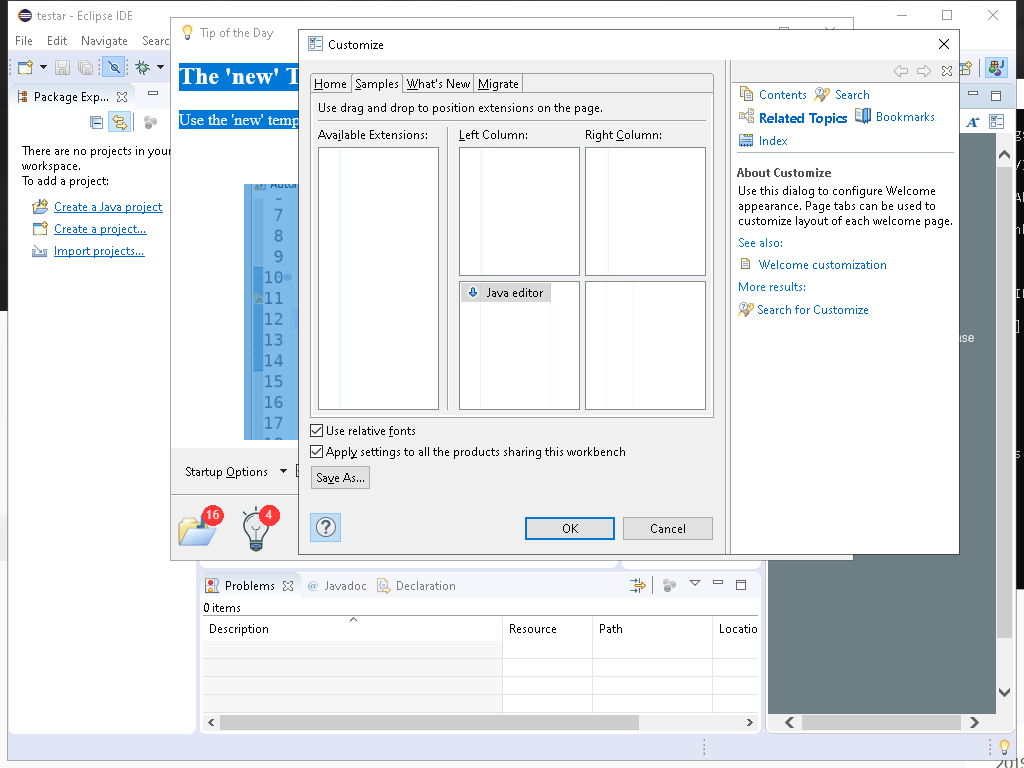 testar - Eclipse IDE
File Edit Navigate Searc
Tip of the Day
Customize
Package Exp...
The 'new' T
Use the 'new' temp
There are no projects in your
workspace.
To add a project:
Create a Java project
Create a project...
Import projects...
7
8
9
10
11
12
13
14
15
16
17
Startup Options
16
4
Home Samples What's New Migrate
Use drag and drop to position extensions on the page.
Available Extensions: Left Column: Right Column:
Java editor
Use relative fonts
Apply settings to all the products sharing this workbench
Save As...
OK Cancel
Contents Search
Related Topics Bookmarks
Index
About Customize
Use this dialog to configure Welcome
appearance. Page tabs can be used to
customize layout of each welcome page.
See also:
Welcome customization
More results:
Search for Customize
Problems @ Javadoc Declaration
0 items
Description Resource Path Locatio